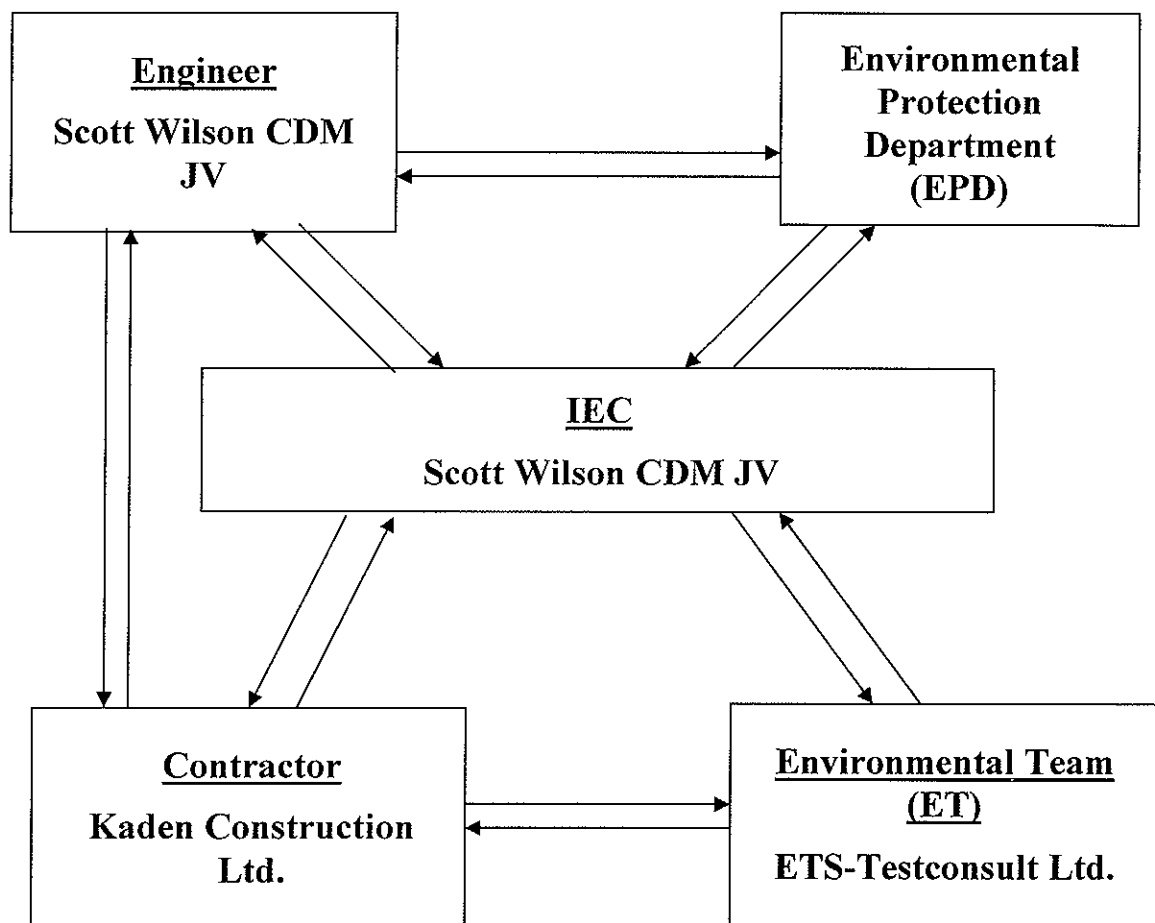 Engineer
Scott Wilson CDM
JV
Environmental
Protection
Department
(EPD)
IEC
Scott Wilson CDM JV
Contractor
Kaden Construction
Ltd.
Environmental Team
(ET)
ETS-Testconsult Ltd.